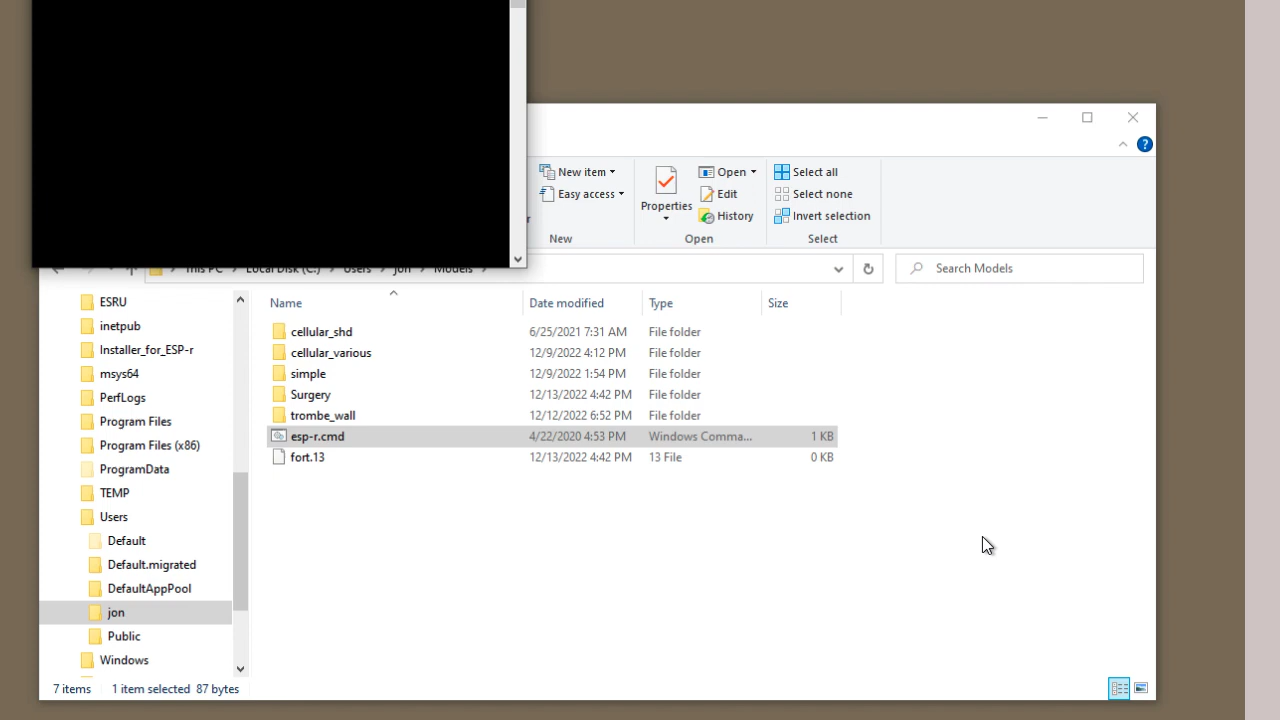 ?
New item
Easy access
Properties
Open
Edit
History
Select all
Select none
Invert selection
New
Open
Select
This PC Local Disk (C:) Users jon Models
Search Models
Name Date modified Type Size
ESRU
inetpub
Installer_for_ESP-r
msys64
PerfLogs
Program Files
Program Files (x86)
ProgramData
TEMP
Users
Default
Default.migrated
DefaultAppPool
jon
Public
Windows
cellular_shd 6/25/2021 7:31 AM File folder
cellular_various 12/9/2022 4:12 PM File folder
simple 12/9/2022 1:54 PM File folder
Surgery 12/13/2022 4:42 PM File folder
trombe_wall 12/12/2022 6:52 PM File folder
esp-r.cmd 4/22/2020 4:53 PM Windows Comma... 1 KB
fort.13 12/13/2022 4:42 PM 13 File 0 KB
7 items 1 item selected 87 bytes